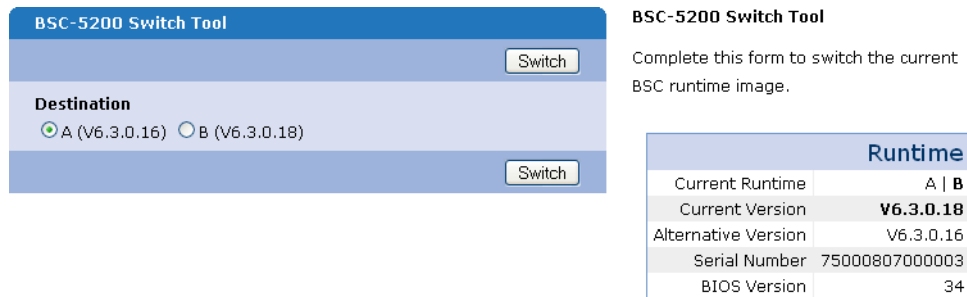 BSC-5200 Switch Tool
Switch
Destination
A (V6.3.0.16) B (V6.3.0.18)
Switch
BSC-5200 Switch Tool
Complete this form to switch the current
BSC runtime image.
Runtime
Current Runtime A | B
Current Version V6.3.0.18
Alternative Version V6.3.0.16
Serial Number 75000807000003
BIOS Version 34